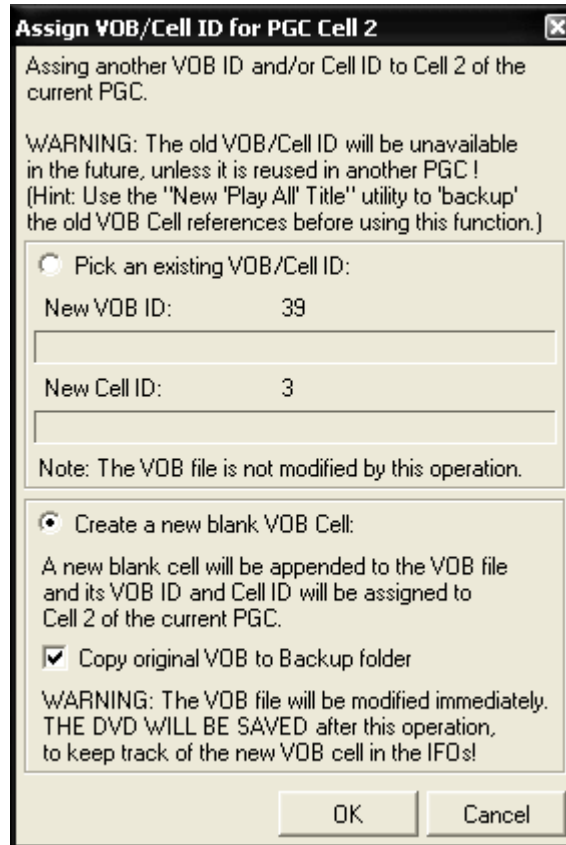 Assign VOB/Cell ID for PGC Cell 2
Assing another VOB ID and/or Cell ID to Cell 2 of the
current PGC.
WARNING: The old VOB/Cell ID will be unavailable
in the future, unless it is reused in another PGC !
(Hint: Use the "New 'Play All' Title" utility to 'backup'
the old VOB Cell references before using this function.)
Pick an existing VOB/Cell ID:
New VOB ID: 39
New Cell ID: 3
Note: The VOB file is not modified by this operation.
Create a new blank VOB Cell:
A new blank cell will be appended to the VOB file
and its VOB ID and Cell ID will be assigned to
Cell 2 of the current PGC.
Copy original VOB to Backup folder
WARNING: The VOB file will be modified immediately.
THE DVD WILL BE SAVED after this operation,
to keep track of the new VOB cell in the IFOs!
OK Cancel